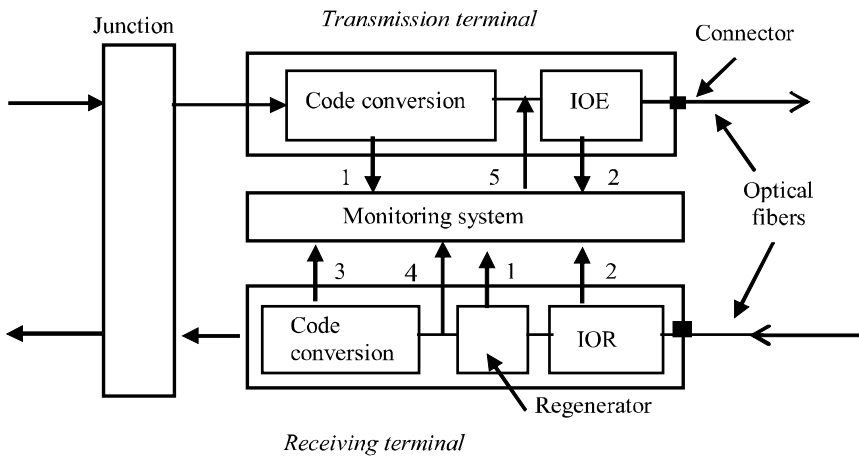 Transmission terminal
Junction
Connector
Code conversion
IOE
1
5
2
Optical
fibers
Monitoring system
3
4
1
2
Code
conversion
IOR
Regenerator
Receiving terminal